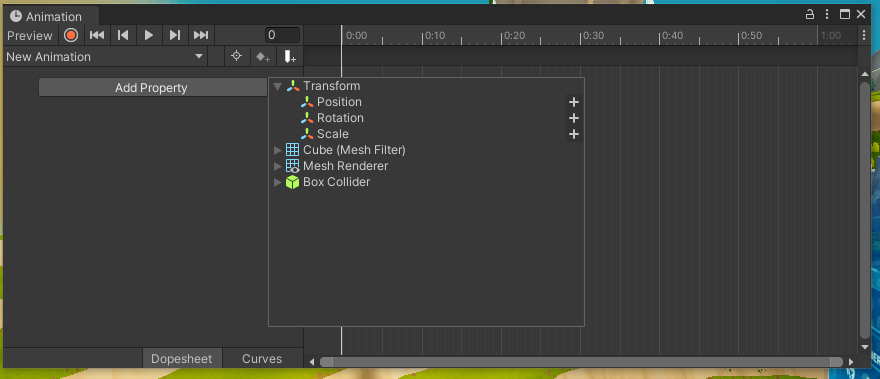 Animation
Preview
0
0:00
0:10
0:20
0:30
0:40
0:50
1:00
New Animation
Add Property
Transform
Position
Rotation
Scale
Cube (Mesh Filter)
Mesh Renderer
Box Collider
Dopesheet
Curves